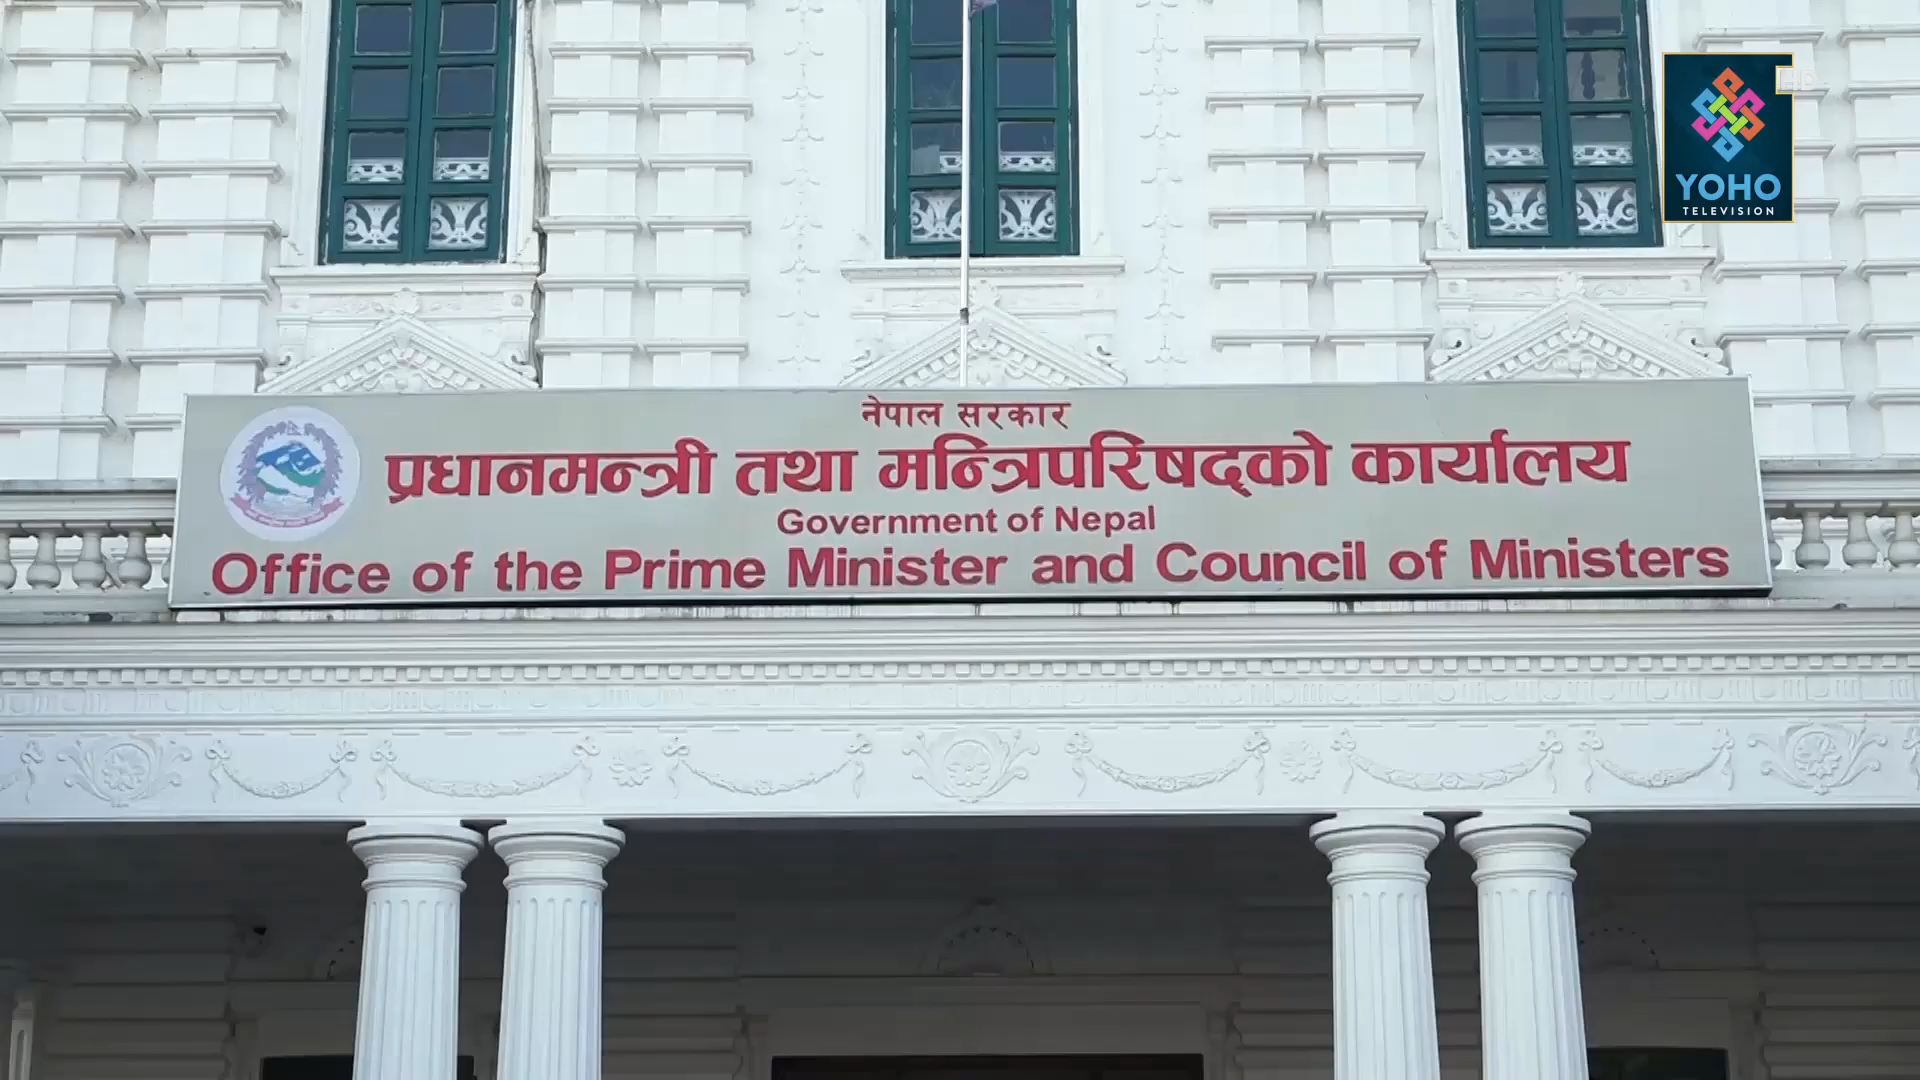 HD
YOHO
TELEVISION
नेपाल सरकार
प्रधानमन्त्री तथा मन्त्रिपरिषद्को कार्यालय
Government of Nepal
Office of the Prime Minister and Council of Ministers